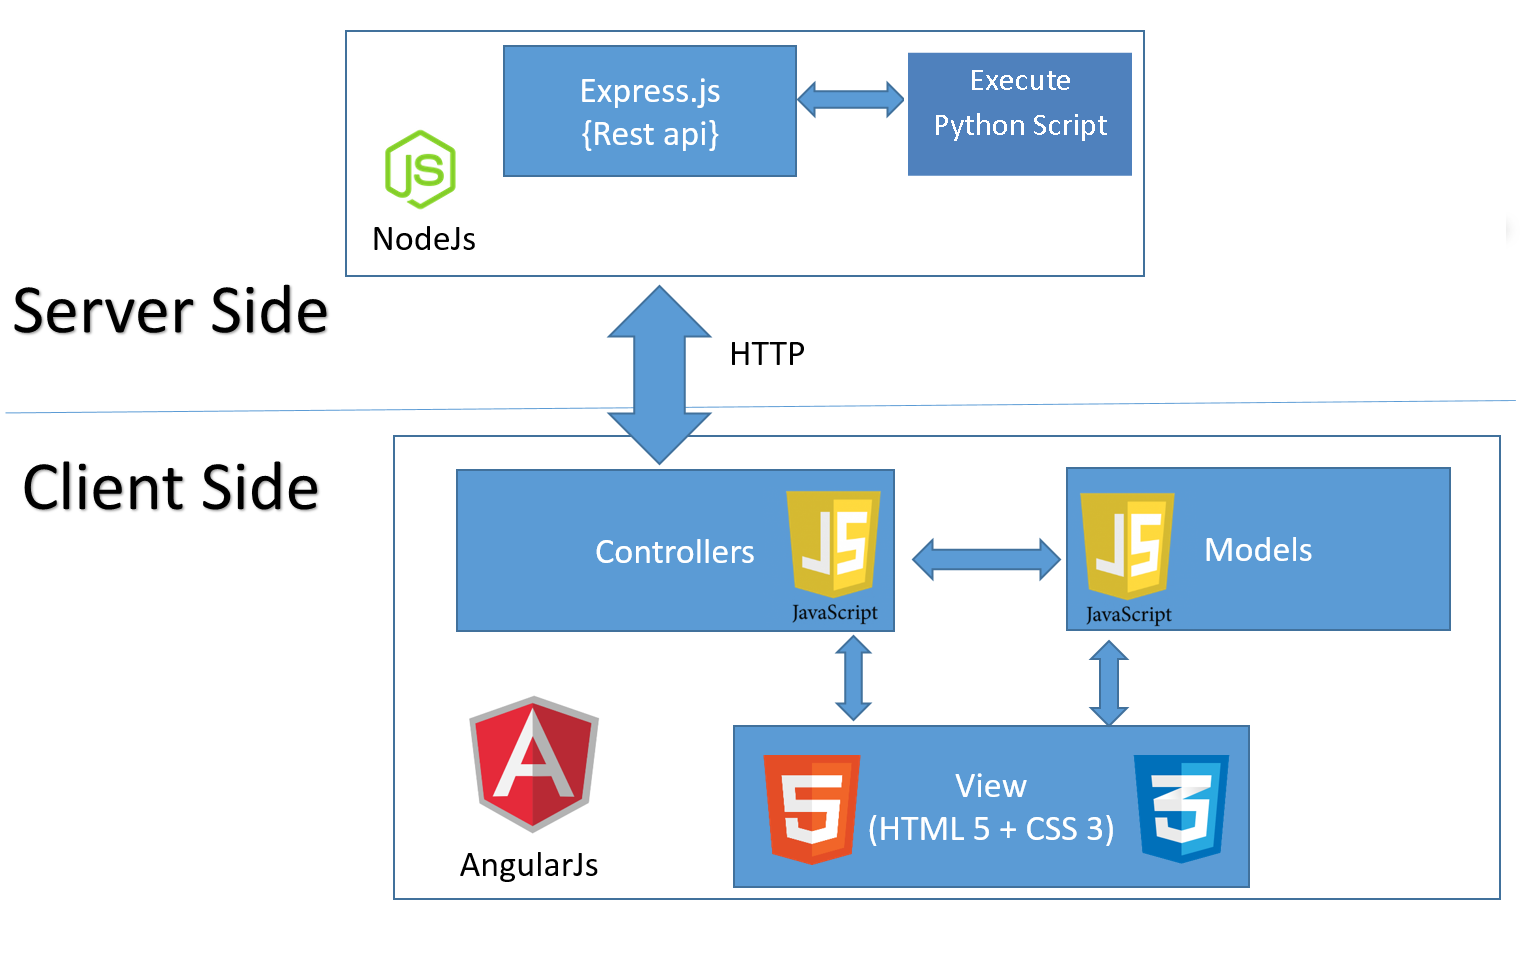 Express.js
{Rest api}
Execute
Python Script
JS
NodeJs
Server Side
HTTP
Client Side
Controllers
JS
JavaScript
JS
JavaScript
Models
A
AngularJs
5
View
(HTML 5 + CSS 3)
3